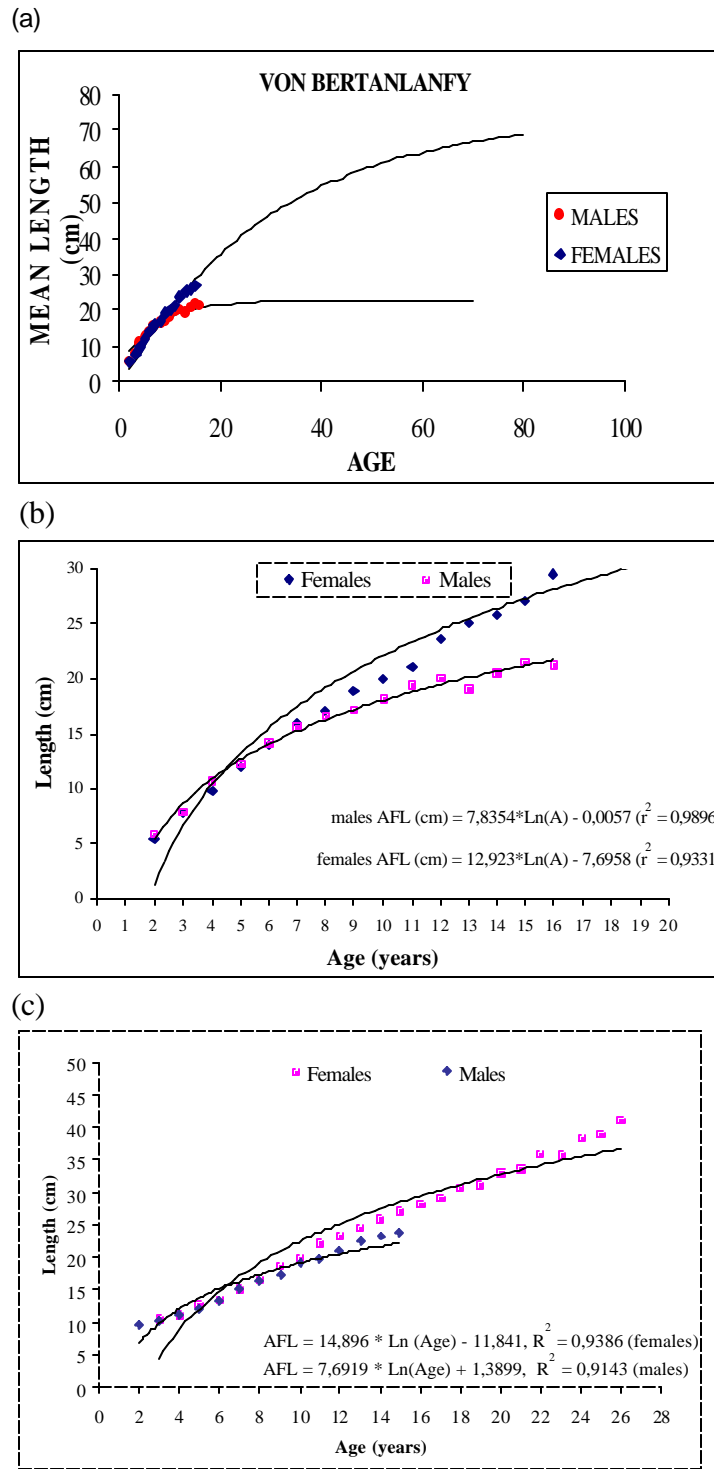 (a)
VON BERTANLANFY
80
70
60
50
40
30
20
10
0
MEAN LENGTH
(cm)
MALES
FEMALES
0 20 40 60 80 100
AGE
(b)
30
25
20
15
10
5
0
Length (cm)
Females Males
males AFL (cm) = 7,8354*Ln(A) - 0,0057 (r² = 0,9896
females AFL (cm) = 12,923*Ln(A) - 7,6958 (r² = 0,9331
0 1 2 3 4 5 6 7 8 9 10 11 12 13 14 15 16 17 18 19 20
Age (years)
(c)
50
45
40
35
30
25
20
15
10
5
0
Length (cm)
Females Males
AFL = 14,896 * Ln (Age) - 11,841, R² = 0,9386 (females)
AFL = 7,6919 * Ln(Age) + 1,3899, R² = 0,9143 (males)
0 2 4 6 8 10 12 14 16 18 20 22 24 26 28
Age (years)